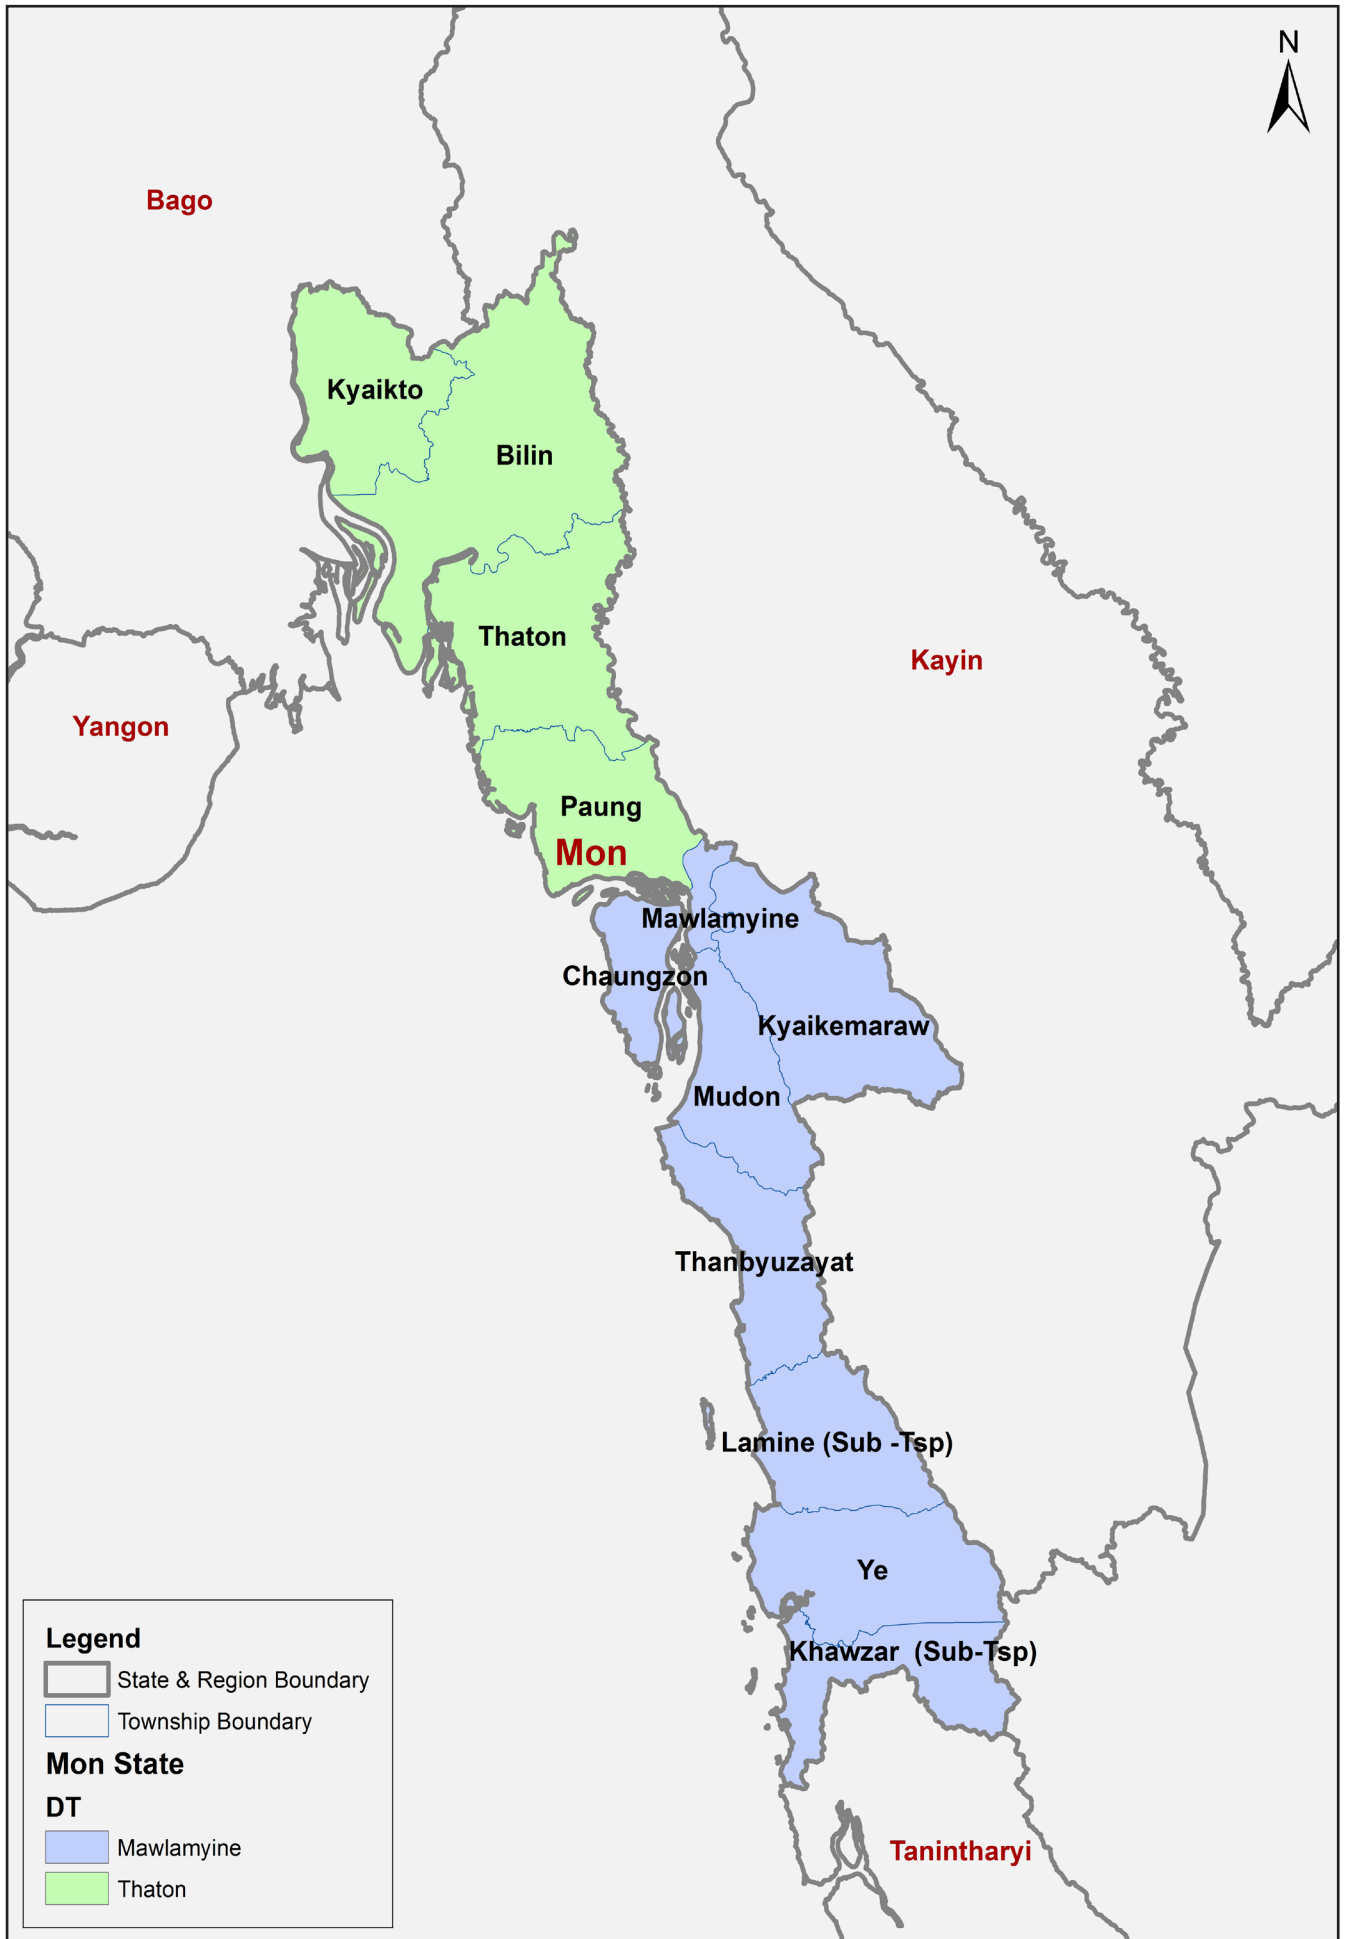 N
Bago
Kyaikto
Bilin
Thaton
Kayin
Yangon
Paung
Mon
Mawlamyine
Chaungzon
Kyaikemaraw
Mudon
Thanbyuzayat
Lamine (Sub -Tsp)
Ye
Khawzar  (Sub-Tsp)
Tanintharyi
Legend
State & Region Boundary
Township Boundary
Mon State
DT
Mawlamyine
Thaton